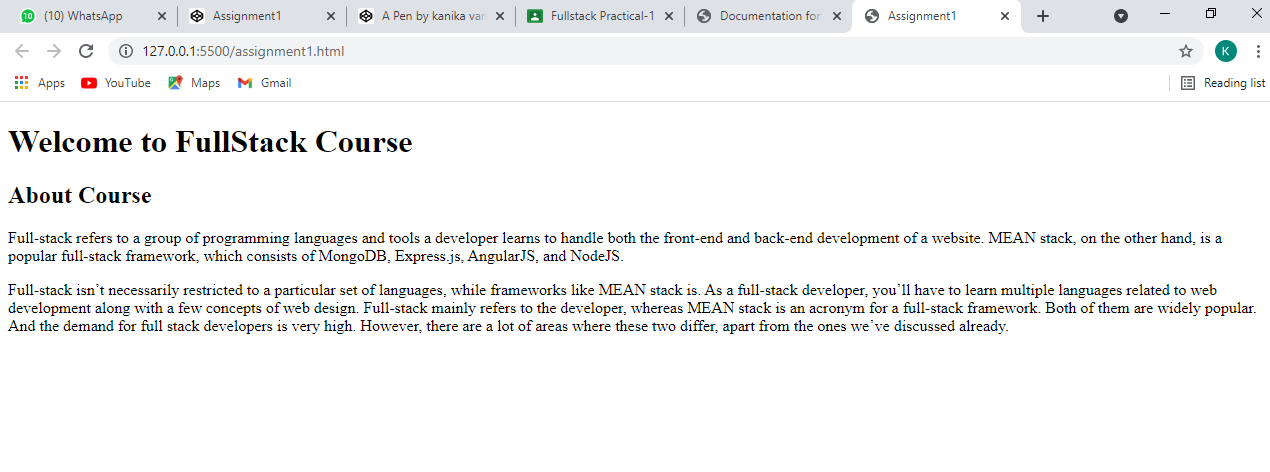 10 (10) WhatsApp Assignment1 A Pen by kanika var Fullstack Practical-1 Documentation for Assignment1
127.0.0.1:5500/assignment1.html K
Apps YouTube Maps Gmail Reading list
Welcome to FullStack Course
About Course
Full-stack refers to a group of programming languages and tools a developer learns to handle both the front-end and back-end development of a website. MEAN stack, on the other hand, is a
popular full-stack framework, which consists of MongoDB, Express.js, AngularJS, and NodeJS.
Full-stack isn’t necessarily restricted to a particular set of languages, while frameworks like MEAN stack is. As a full-stack developer, you’ll have to learn multiple languages related to web
development along with a few concepts of web design. Full-stack mainly refers to the developer, whereas MEAN stack is an acronym for a full-stack framework. Both of them are widely popular.
And the demand for full stack developers is very high. However, there are a lot of areas where these two differ, apart from the ones we’ve discussed already.